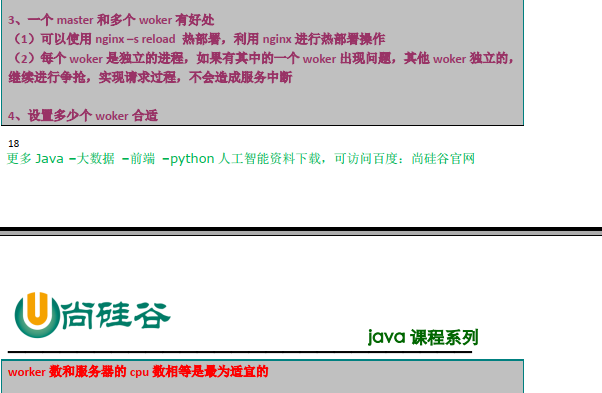 3、一个 master 和多个 woker 有好处
（1）可以使用 nginx –s reload 热部署，利用 nginx 进行热部署操作
（2）每个 woker 是独立的进程，如果有其中的一个 woker 出现问题，其他 woker 独立的，
继续进行争抢，实现请求过程，不会造成服务中断
4、设置多少个 woker 合适
18
更多 Java –大数据 –前端 –python 人工智能资料下载，可访问百度：尚硅谷官网
尚硅谷
java 课程系列
worker 数和服务器的 cpu 数相等是最为适宜的